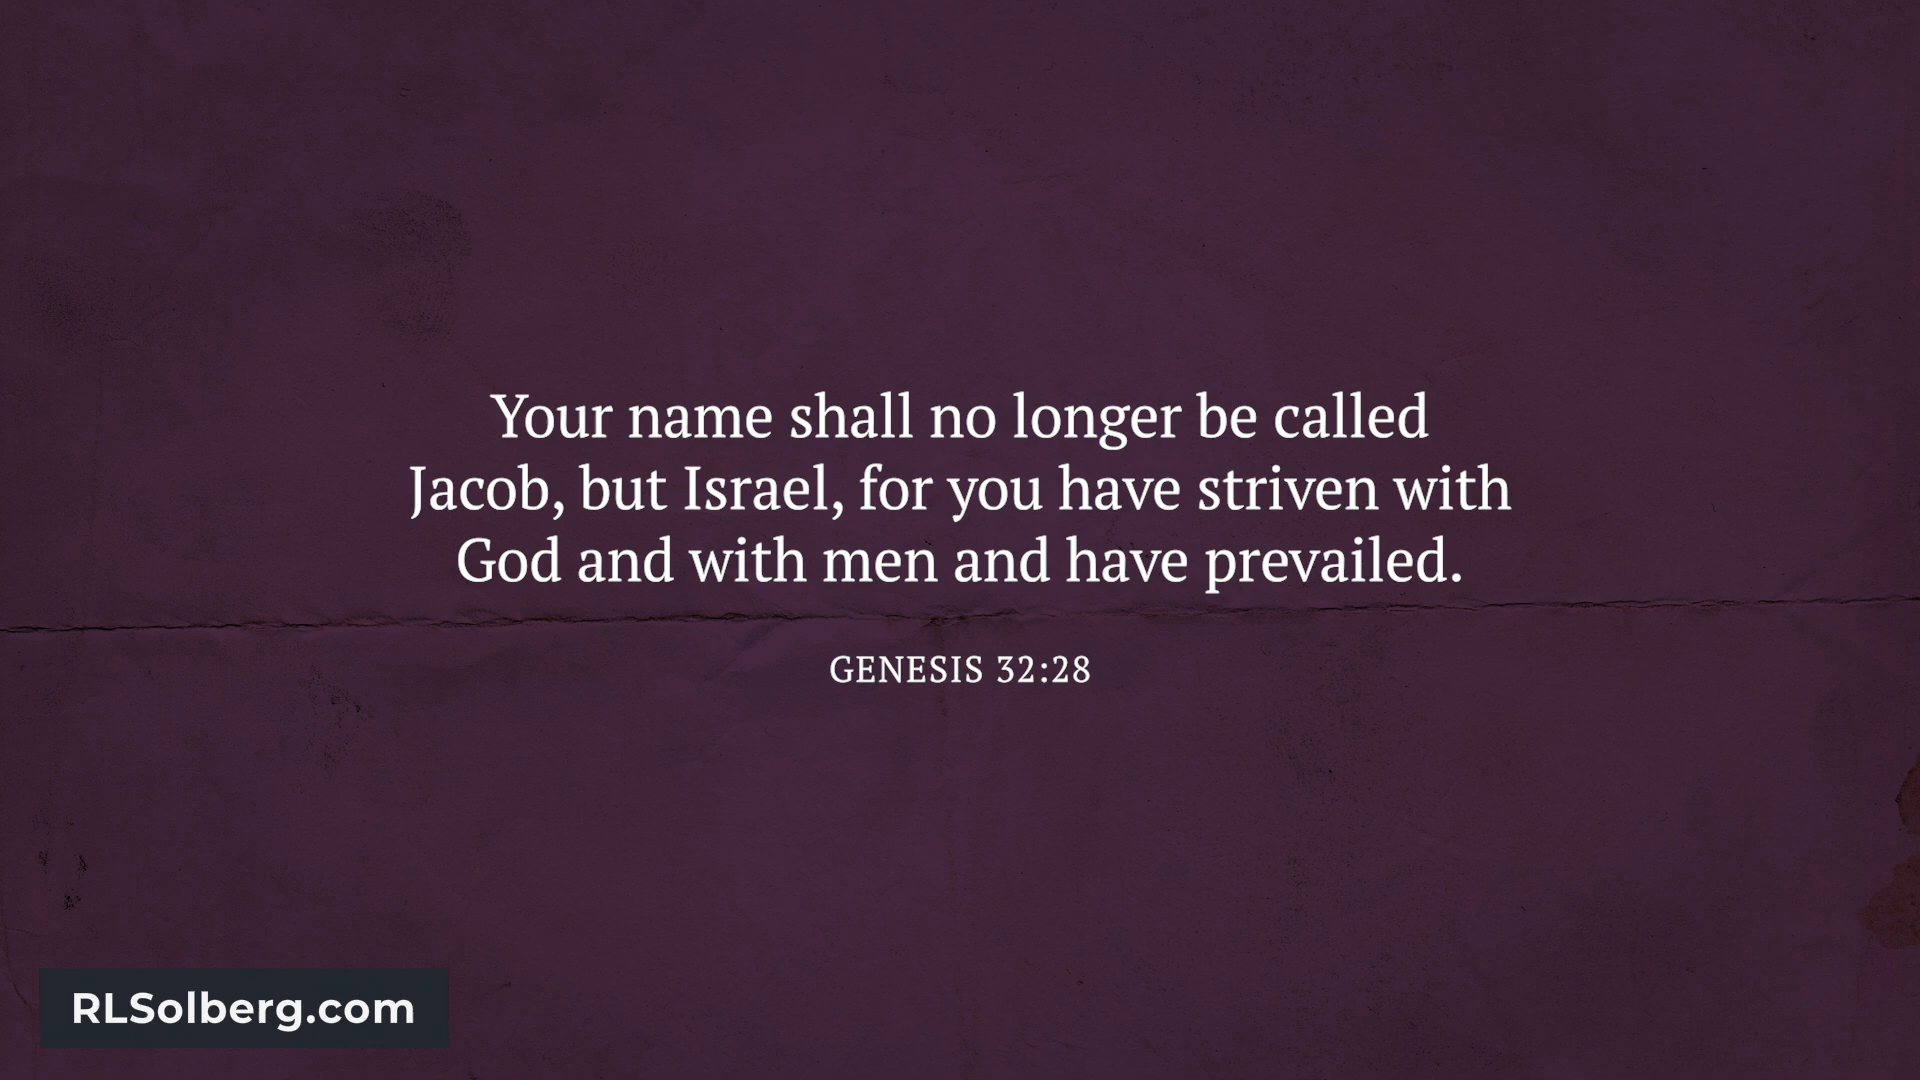 Your name shall no longer be called
Jacob, but Israel, for you have striven with
God and with men and have prevailed.
GENESIS 32:28
RLSolberg.com